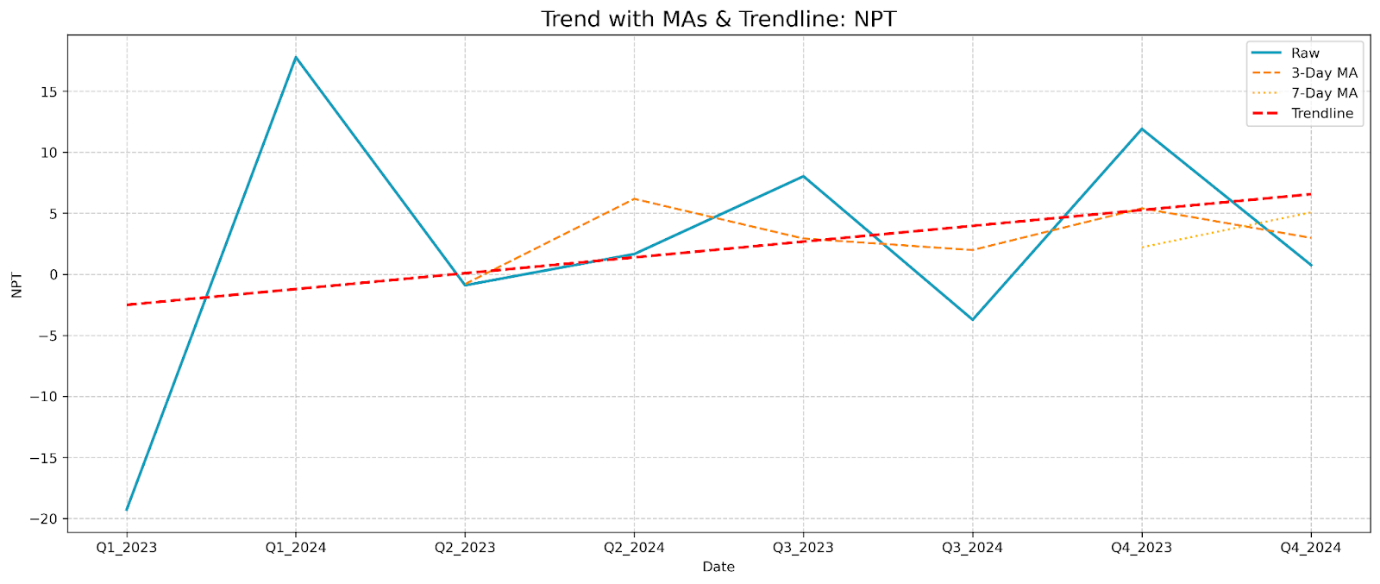 Trend with MAs & Trendline: NPT
Raw
3-Day MA
7-Day MA
Trendline
NPT
15
10
5
0
−5
−10
−15
−20
Q1_2023 Q1_2024 Q2_2023 Q2_2024 Q3_2023 Q3_2024 Q4_2023 Q4_2024
Date